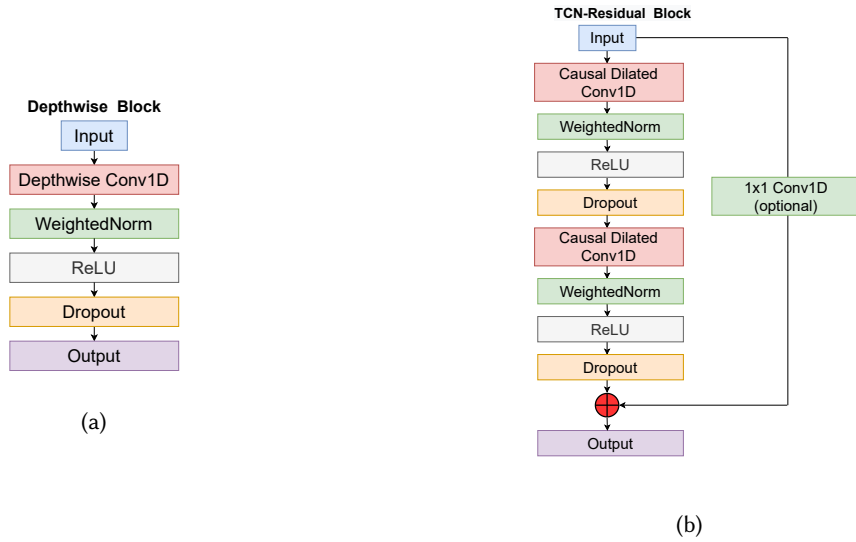 Depthwise Block
Input
Depthwise Conv1D
WeightedNorm
ReLU
Dropout
Output
(a)
TCN-Residual Block
Input
Causal Dilated
Conv1D
WeightedNorm
ReLU
Dropout
Causal Dilated
Conv1D
WeightedNorm
ReLU
Dropout
Output
1x1 Conv1D
(optional)
(b)